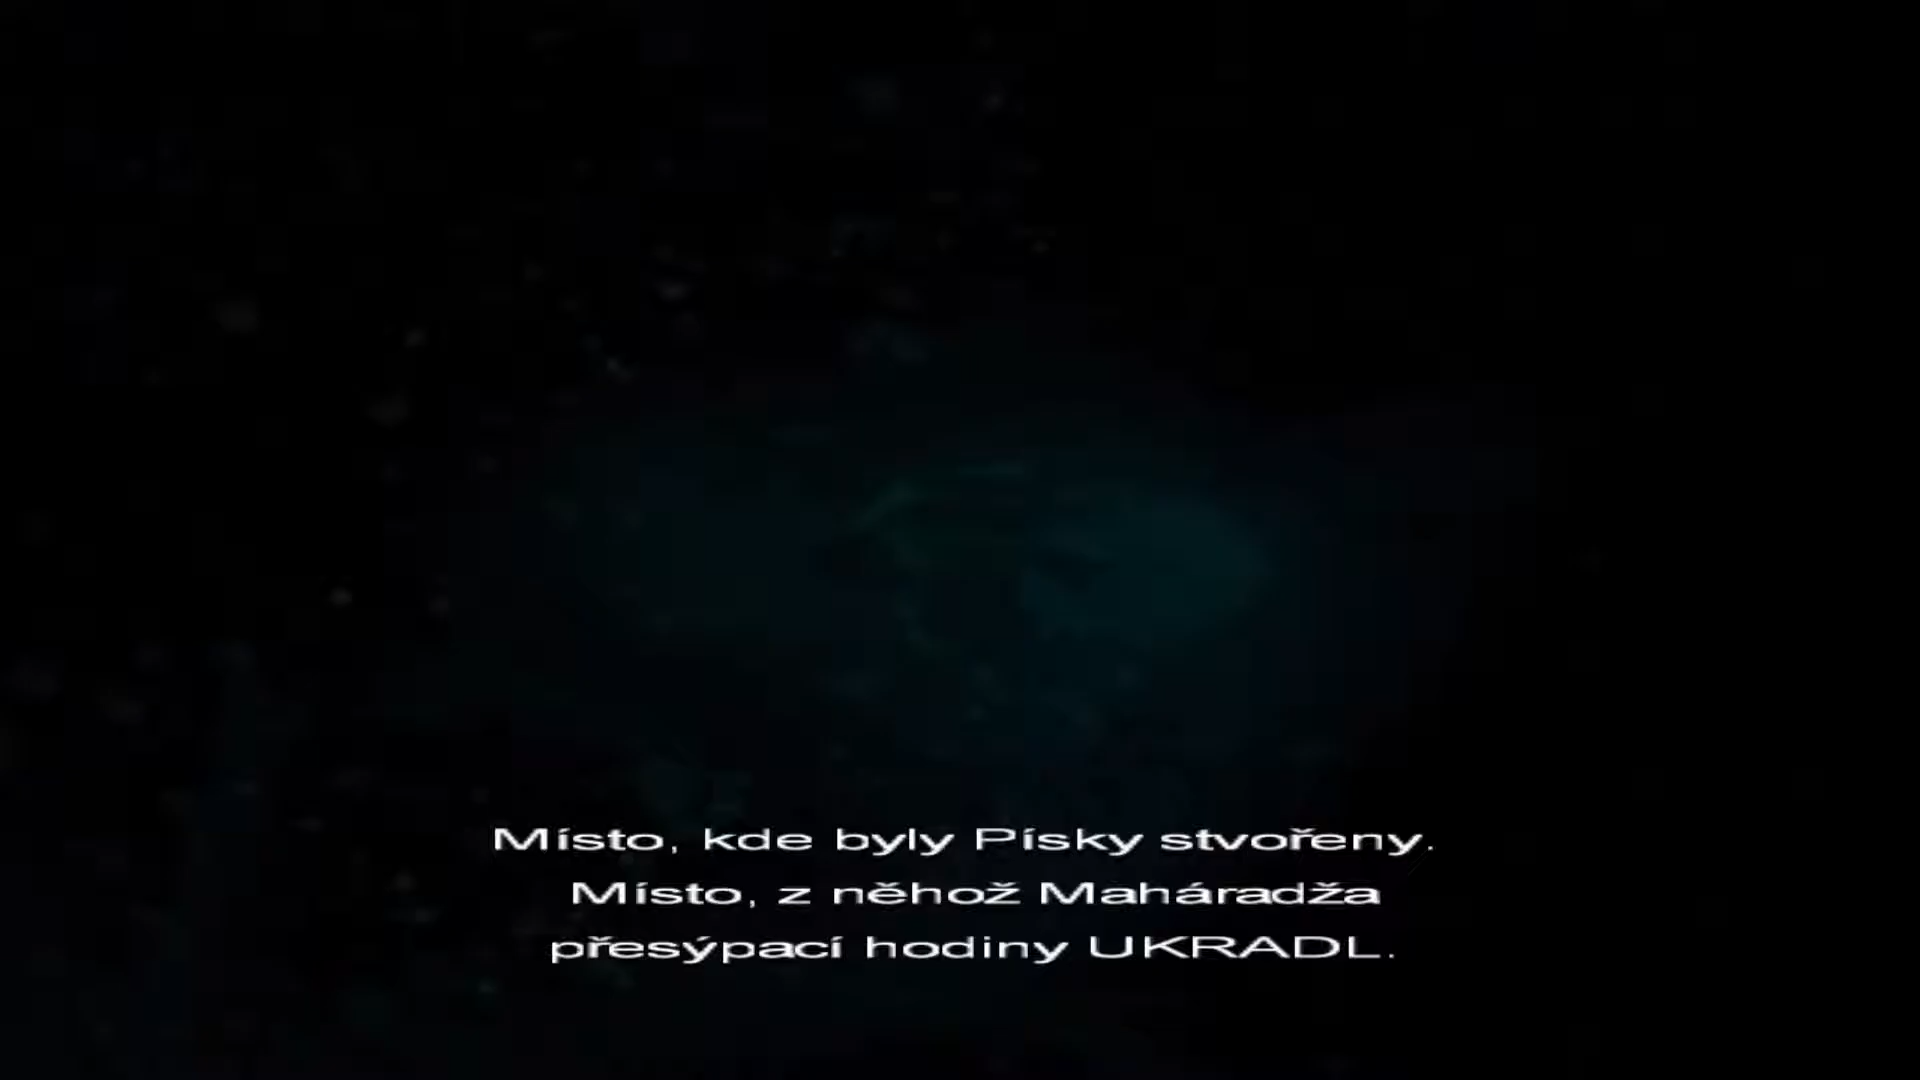 Místo, kde byly Písky stvořeny.
Místo, z něhož Maháradža
přesýpací hodiny UKRADL.